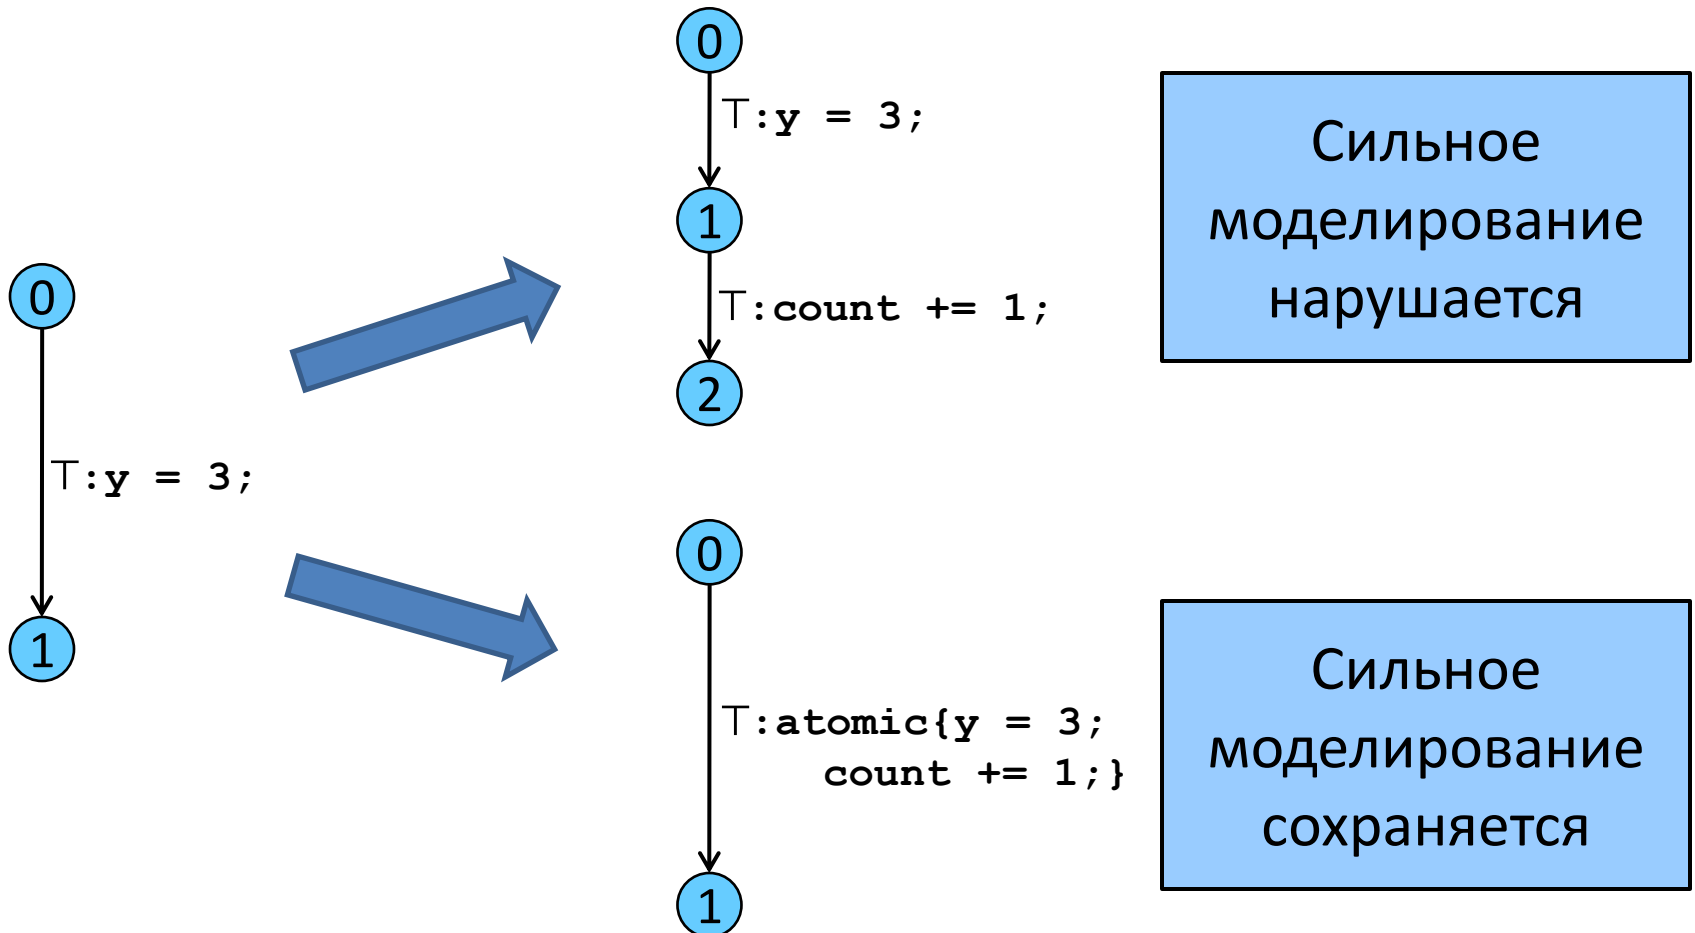 0
⊤:y = 3;
1
0
⊤:y = 3;
1
⊤:count += 1;
2
Сильное
моделирование
нарушается
0
⊤:atomic{y = 3;
count += 1;}
1
Сильное
моделирование
сохраняется